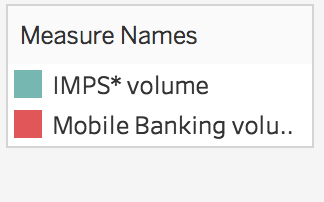 Measure Names
IMPS* volume
Mobile Banking volu..